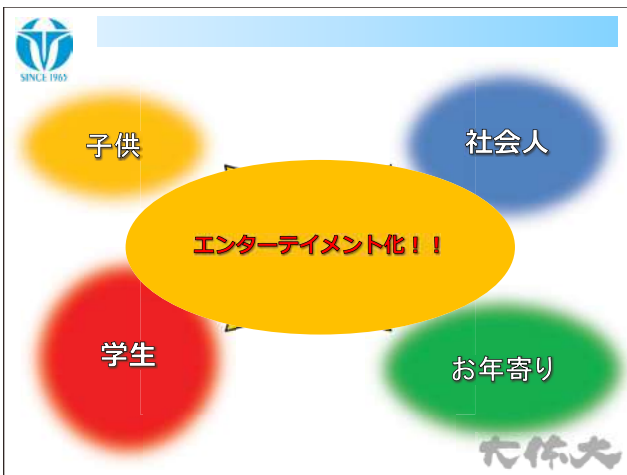 SINCE 1965
子供
社会人
エンターテイメント化！！
学生
お年寄り
大体大